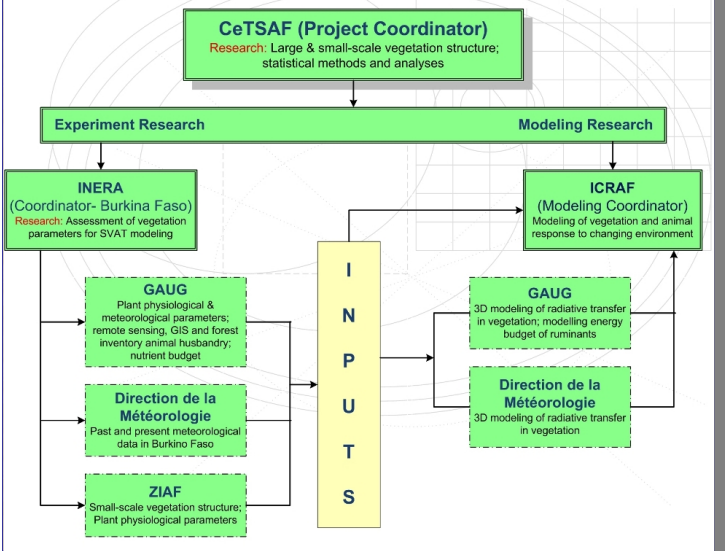 CeTSAF (Project Coordinator)
Research: Large & small-scale vegetation structure;
statistical methods and analyses
Experiment Research
Modeling Research
INERA
(Coordinator- Burkina Faso)
Research: Assessment of vegetation
parameters for SVAT modeling
ICRAF
(Modeling Coordinator)
Modeling of vegetation and animal
response to changing environment
GAUG
Plant physiological &
meteorological parameters;
remote sensing, GIS and forest
inventory animal husbandry;
nutrient budget
Direction de la
Météorologie
Past and present meteorological
data in Burkino Faso
ZIAF
Small-scale vegetation structure;
Plant physiological parameters
I
N
P
U
T
S
GAUG
3D modeling of radiative transfer
in vegetation; modelling energy
budget of ruminants
Direction de la
Météorologie
3D modeling of radiative transfer
in vegetation